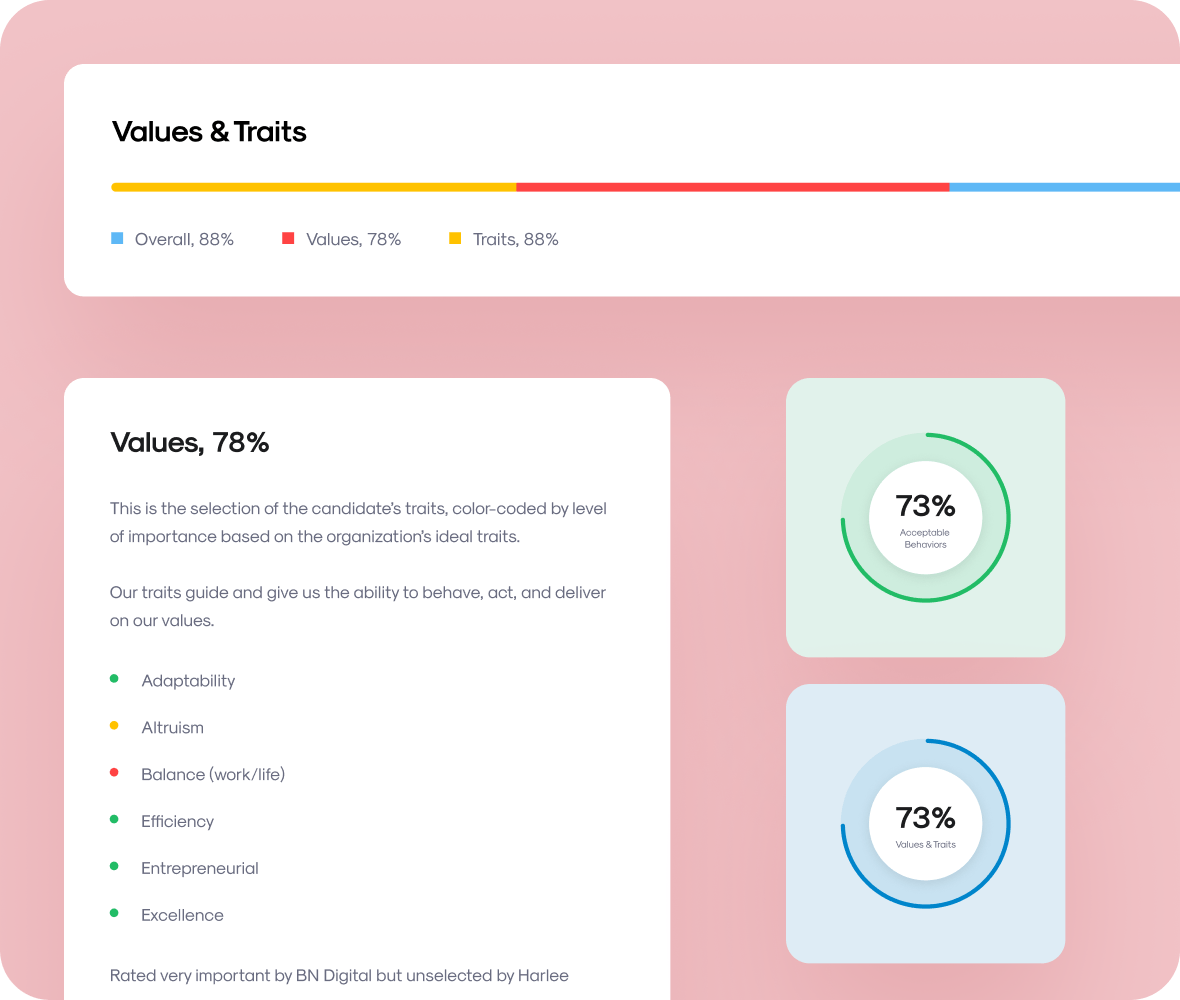 Values & Traits
Overall, 88%
Values, 78%
Traits, 88%
Values, 78%
This is the selection of the candidate’s traits, color-coded by level
of importance based on the organization’s ideal traits.
Our traits guide and give us the ability to behave, act, and deliver
on our values.
Adaptability
Altruism
Balance (work/life)
Efficiency
Entrepreneurial
Excellence
Rated very important by BN Digital but unselected by Harlee
73%
Acceptable
Behaviors
73%
Values & Traits